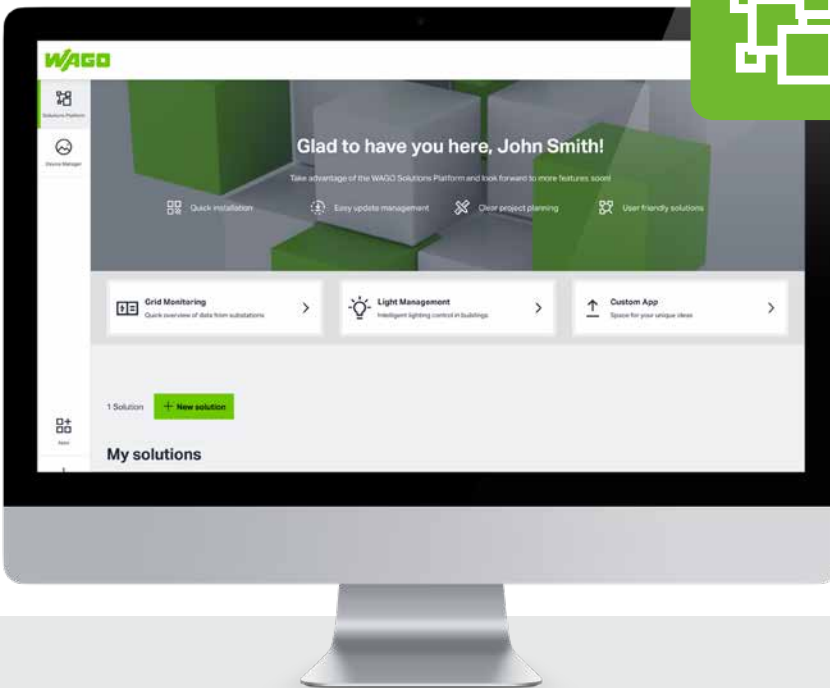 WAGO
Solutions Platform
Device Manager
Glad to have you here, John Smith!
Take advantage of the WAGO Solutions Platform and look forward to more features soon!
Quick installation
Easy update management
Clear project planning
User friendly solutions
Grid Monitoring
Quick overview of data from substations
Light Management
Intelligent lighting control in buildings
Custom App
Space for your unique ideas
1 Solution
+ New solution
Apps
My solutions